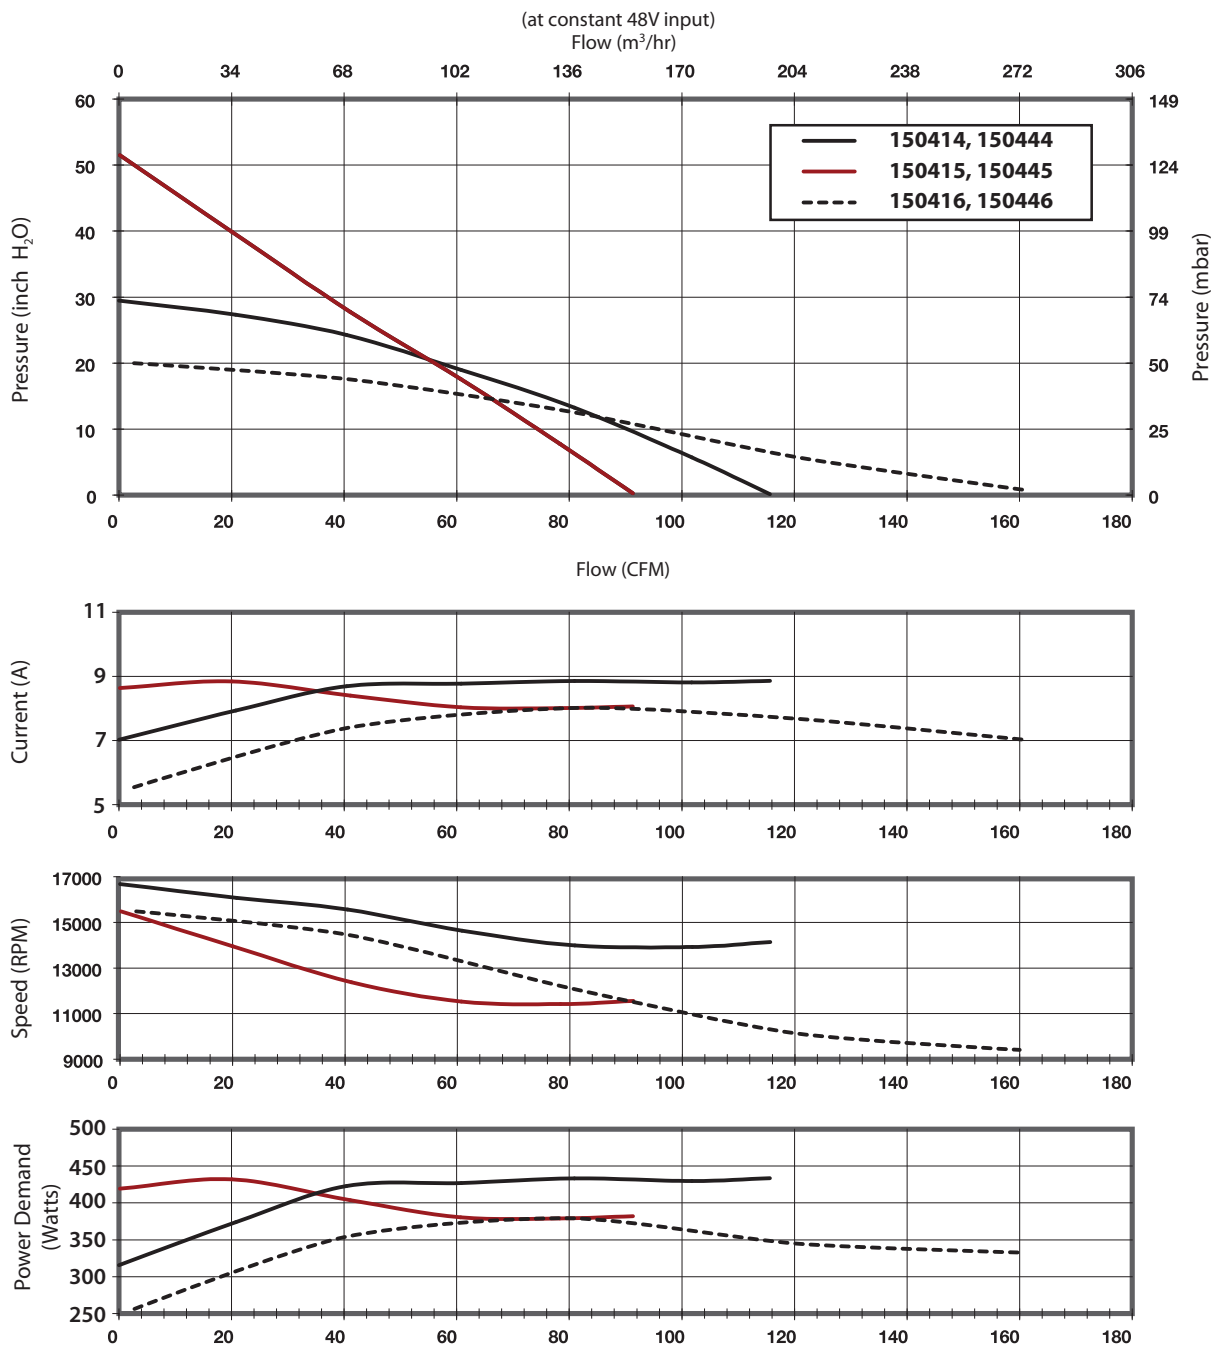 (at constant 48V input)
Flow (m³/hr)
0 34 68 102 136 170 204 238 272 306
60 149
150414, 150444
50 124
150415, 150445
150416, 150446
40 99
30 74
20 50
10 25
0 0
Pressure (inch H₂O)
Pressure (mbar)
0 20 40 60 80 100 120 140 160 180
Flow (CFM)
11
9
7
5
Current (A)
0 20 40 60 80 100 120 140 160 180
17000
15000
13000
11000
9000
Speed (RPM)
0 20 40 60 80 100 120 140 160 180
500
450
400
350
300
250
Power Demand
(Watts)
0 20 40 60 80 100 120 140 160 180